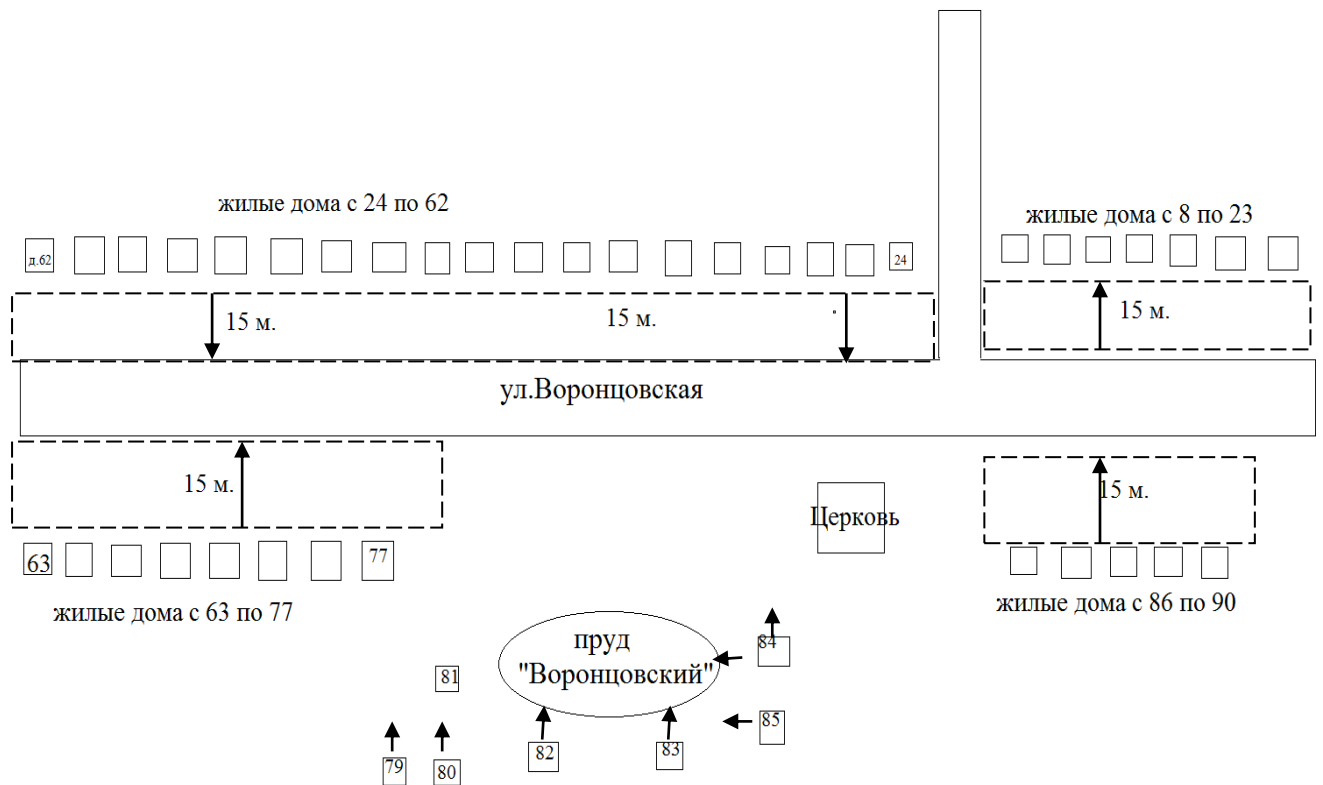 жилые дома с 24 по 62
жилые дома с 8 по 23
д.62
24
15 м.
15 м.
15 м.
ул.Воронцовская
15 м.
15 м.
Церковь
63
77
жилые дома с 63 по 77
жилые дома с 86 по 90
пруд
"Воронцовский"
84
81
85
82
83
79
80